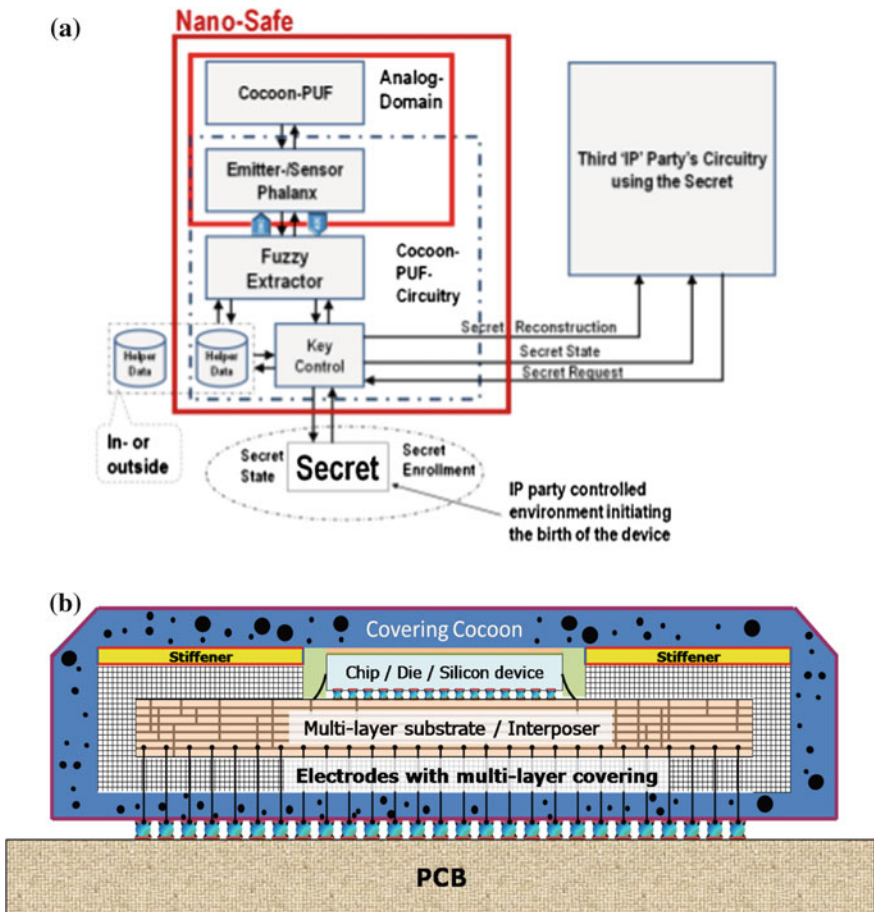 (a)
Nano-Safe
Cocoon-PUF
Analog-
Domain
Emitter-/Sensor
Phalanx
Third 'IP' Party's Circuitry
using the Secret
Fuzzy
Extractor
Cocoon-
PUF-
Circuitry
Helper
Data
Helper
Data
Key
Control
Secret Reconstruction
Secret State
Secret Request
In- or
outside
Secret
State
Secret
Secret
Enrollment
IP party controlled
environment initiating
the birth of the device
(b)
Covering Cocoon
Stiffener
Chip / Die / Silicon device
Stiffener
Multi-layer substrate / Interposer
Electrodes with multi-layer covering
PCB